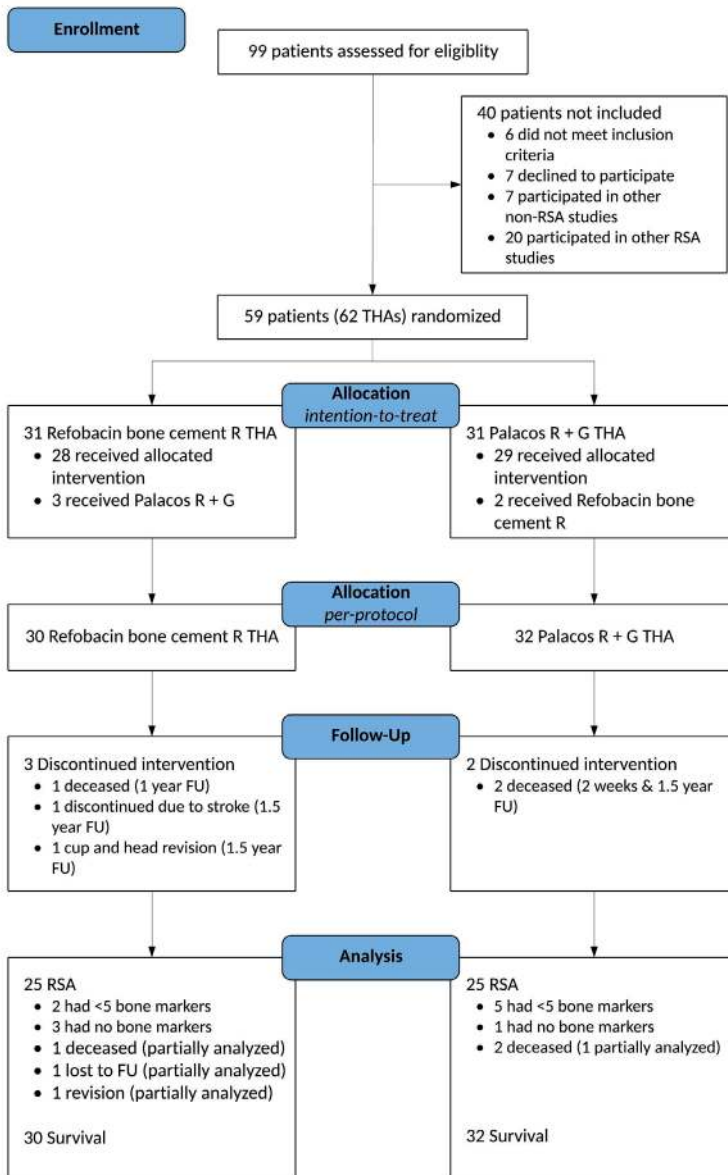 Enrollment
99 patients assessed for eligiblity
40 patients not included
• 6 did not meet inclusion
criteria
• 7 declined to participate
• 7 participated in other
non-RSA studies
• 20 participated in other RSA
studies
59 patients (62 THAs) randomized
Allocation
intention-to-treat
31 Refobacin bone cement R THA
• 28 received allocated
intervention
• 3 received Palacos R + G
31 Palacos R + G THA
• 29 received allocated
intervention
• 2 received Refobacin bone
cement R
Allocation
per-protocol
30 Refobacin bone cement R THA
32 Palacos R + G THA
Follow-Up
3 Discontinued intervention
• 1 deceased (1 year FU)
• 1 discontinued due to stroke (1.5
year FU)
• 1 cup and head revision (1.5 year
FU)
2 Discontinued intervention
• 2 deceased (2 weeks & 1.5 year
FU)
Analysis
25 RSA
• 2 had <5 bone markers
• 3 had no bone markers
• 1 deceased (partially analyzed)
• 1 lost to FU (partially analyzed)
• 1 revision (partially analyzed)
30 Survival
25 RSA
• 5 had <5 bone markers
• 1 had no bone markers
• 2 deceased (1 partially analyzed)
32 Survival